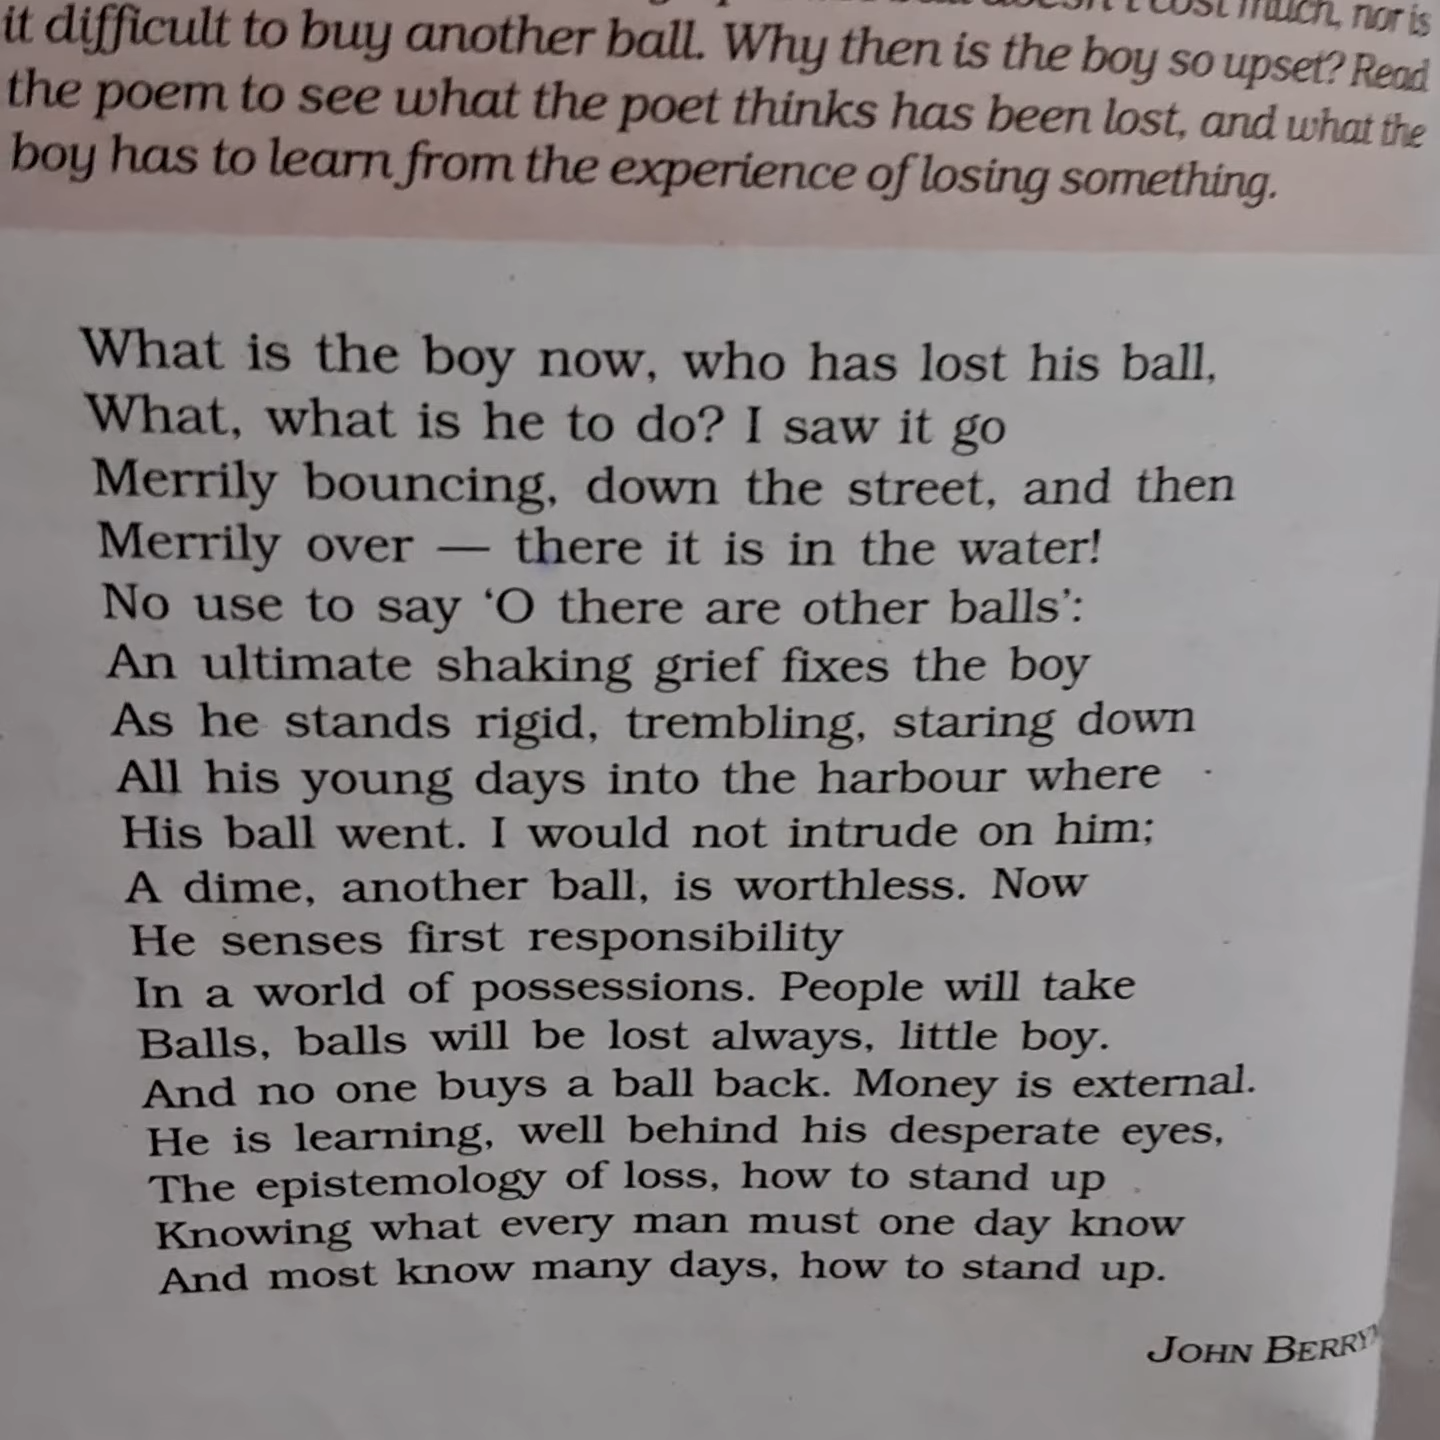 doesn't cost much, nor is
it difficult to buy another ball. Why then is the boy so upset? Read
the poem to see what the poet thinks has been lost, and what the
boy has to learn from the experience of losing something.
What is the boy now, who has lost his ball,
What, what is he to do? I saw it go
Merrily bouncing, down the street, and then
Merrily over — there it is in the water!
No use to say ‘O there are other balls’:
An ultimate shaking grief fixes the boy
As he stands rigid, trembling, staring down
All his young days into the harbour where
His ball went. I would not intrude on him;
A dime, another ball, is worthless. Now
He senses first responsibility
In a world of possessions. People will take
Balls, balls will be lost always, little boy.
And no one buys a ball back. Money is external.
He is learning, well behind his desperate eyes,
The epistemology of loss, how to stand up
Knowing what every man must one day know
And most know many days, how to stand up.
JOHN BERRY